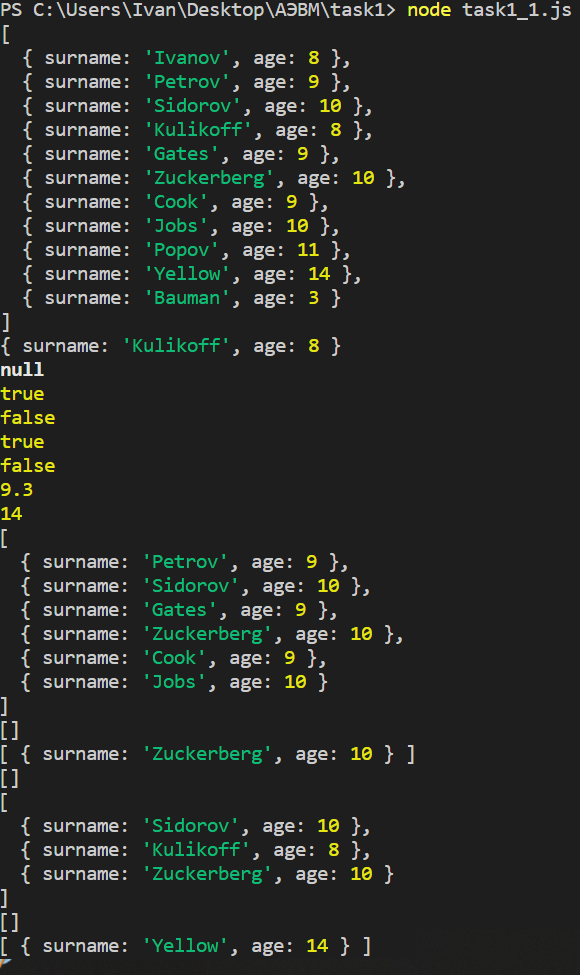 PS C:\Users\Ivan\Desktop\АЭВМ\task1> node task1_1.js
[
  { surname: 'Ivanov', age: 8 },
  { surname: 'Petrov', age: 9 },
  { surname: 'Sidorov', age: 10 },
  { surname: 'Kulikoff', age: 8 },
  { surname: 'Gates', age: 9 },
  { surname: 'Zuckerberg', age: 10 },
  { surname: 'Cook', age: 9 },
  { surname: 'Jobs', age: 10 },
  { surname: 'Popov', age: 11 },
  { surname: 'Yellow', age: 14 },
  { surname: 'Bauman', age: 3 }
]
{ surname: 'Kulikoff', age: 8 }
null
true
false
true
false
9.3
14
[
  { surname: 'Petrov', age: 9 },
  { surname: 'Sidorov', age: 10 },
  { surname: 'Gates', age: 9 },
  { surname: 'Zuckerberg', age: 10 },
  { surname: 'Cook', age: 9 },
  { surname: 'Jobs', age: 10 }
]
[]
[ { surname: 'Zuckerberg', age: 10 } ]
[]
[
  { surname: 'Sidorov', age: 10 },
  { surname: 'Kulikoff', age: 8 },
  { surname: 'Zuckerberg', age: 10 }
]
[]
[ { surname: 'Yellow', age: 14 } ]